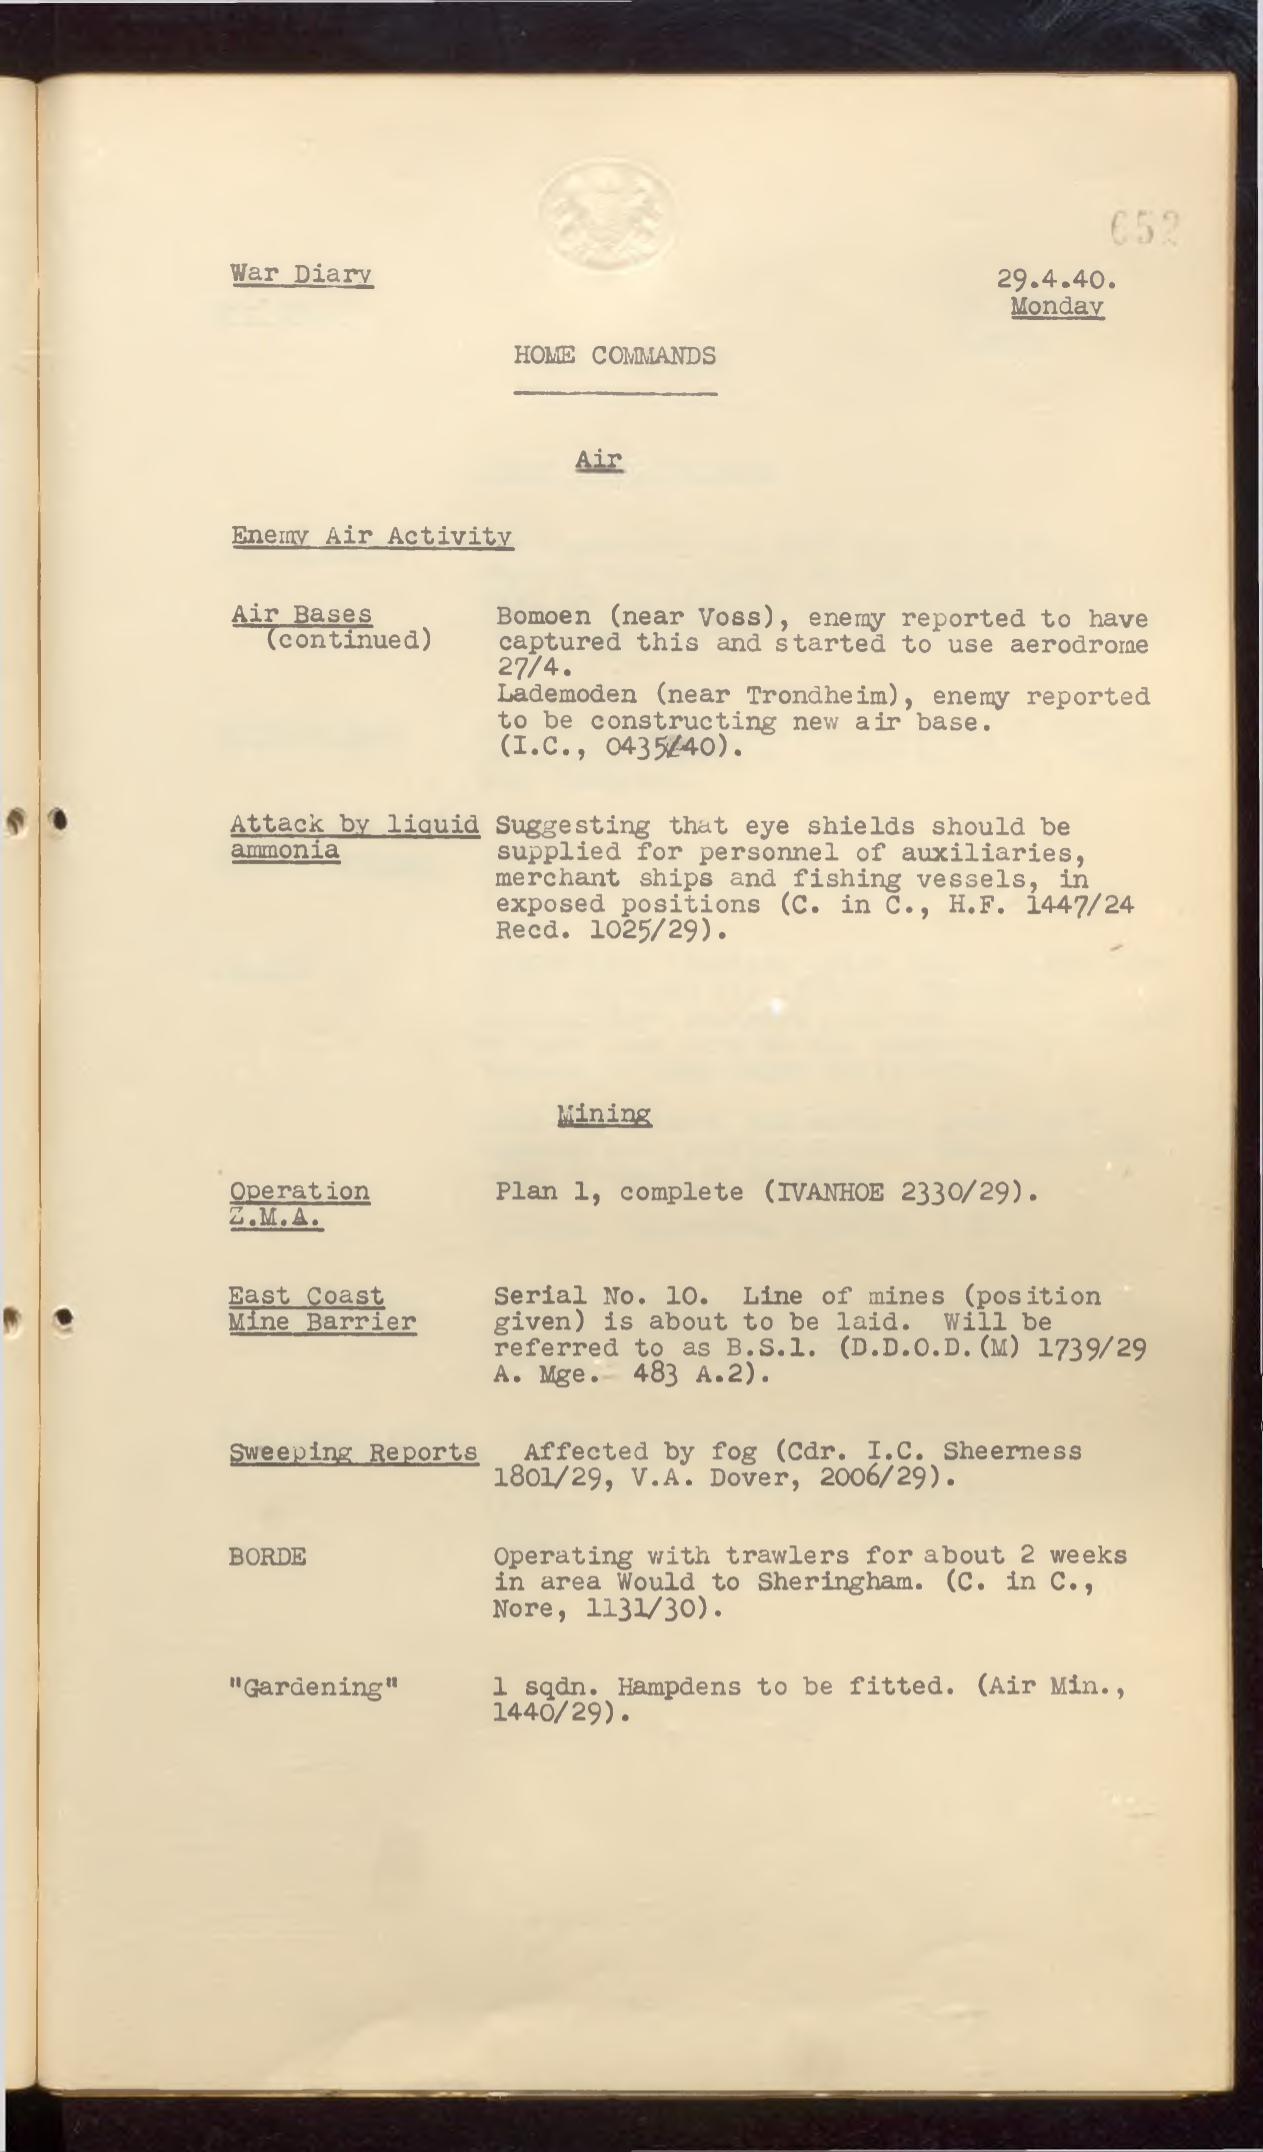 652
War Diary
29.4.40.
Monday
HOME COMMANDS
Air
Enemy Air Activity
Air Bases
(continued)
Bomoen (near Voss), enemy reported to have
captured this and started to use aerodrome
27/4.
Lademoden (near Trondheim), enemy reported
to be constructing new air base.
(I.C., 0435/40).
Attack by liquid
ammonia
Suggesting that eye shields should be
supplied for personnel of auxiliaries,
merchant ships and fishing vessels, in
exposed positions (C. in C., H.F. 1447/24
Recd. 1025/29).
Mining
Operation
Z.M.A.
Plan 1, complete (IVANHOE 2330/29).
East Coast
Mine Barrier
Serial No. 10. Line of mines (position
given) is about to be laid. Will be
referred to as B.S.1. (D.D.O.D.(M) 1739/29
A. Mge. 483 A.2).
Sweeping Reports
Affected by fog (Cdr. I.C. Sheerness
1801/29, V.A. Dover, 2006/29).
BORDE
Operating with trawlers for about 2 weeks
in area Would to Sheringham. (C. in C.,
Nore, 1131/30).
"Gardening"
1 sqdn. Hampdens to be fitted. (Air Min.,
1440/29).